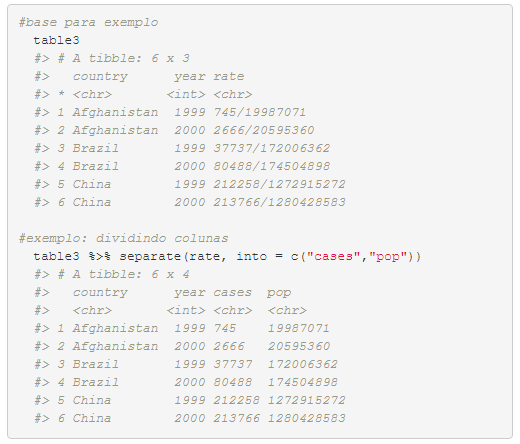 #base para exemplo
table3
#> # A tibble: 6 x 3
#> country year rate
#> * <chr> <int> <chr>
#> 1 Afghanistan 1999 745/19987071
#> 2 Afghanistan 2000 2666/20595360
#> 3 Brazil 1999 37737/172006362
#> 4 Brazil 2000 80488/174504898
#> 5 China 1999 212258/1272915272
#> 6 China 2000 213766/1280428583
#exemplo: dividindo colunas
table3 %>% separate(rate, into = c("cases","pop"))
#> # A tibble: 6 x 4
#> country year cases pop
#> <chr> <int> <chr> <chr>
#> 1 Afghanistan 1999 745 19987071
#> 2 Afghanistan 2000 2666 20595360
#> 3 Brazil 1999 37737 172006362
#> 4 Brazil 2000 80488 174504898
#> 5 China 1999 212258 1272915272
#> 6 China 2000 213766 1280428583